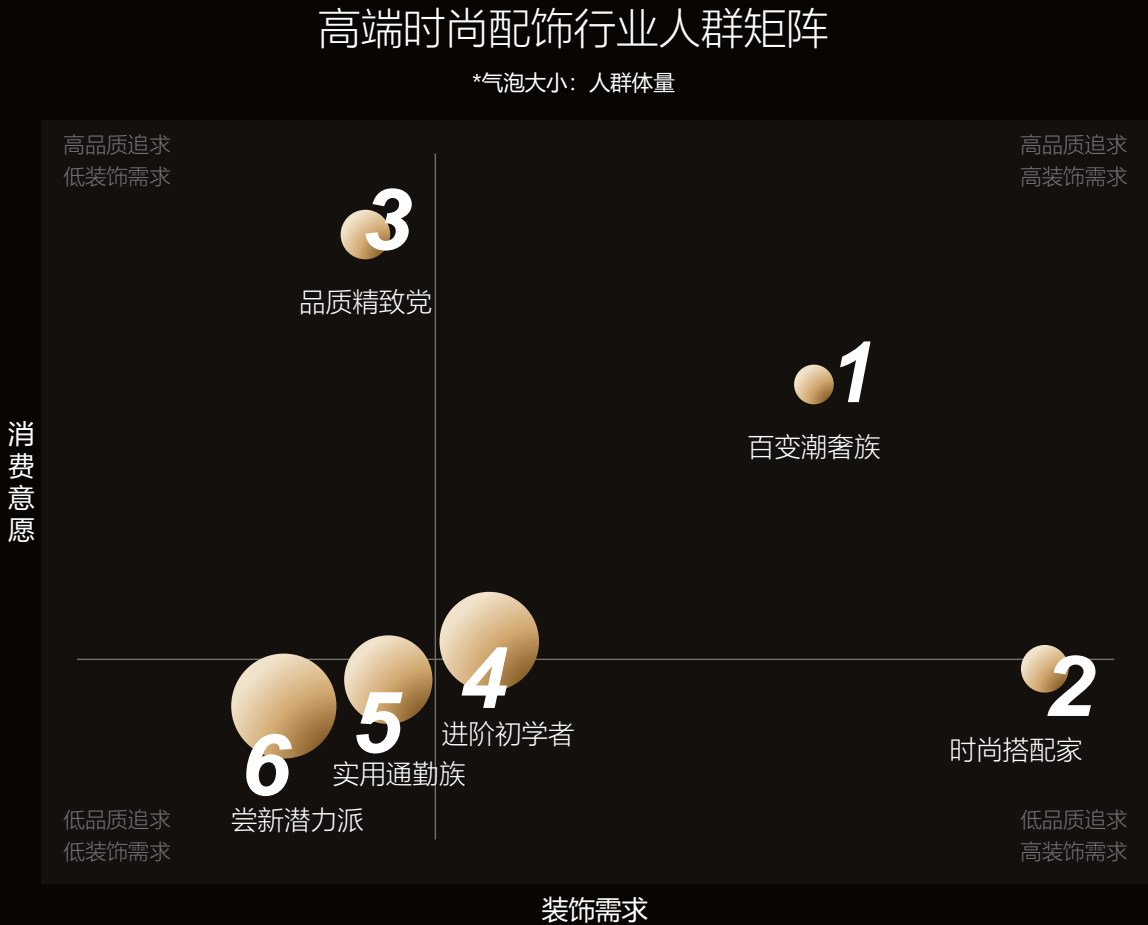 高端时尚配饰行业人群矩阵
*气泡大小：人群体量
高品质追求
低装饰需求
高品质追求
高装饰需求
3
品质精致党
1
百变潮奢族
消费意愿
4
进阶初学者
2
时尚搭配家
5
实用通勤族
6
尝新潜力派
低品质追求
低装饰需求
低品质追求
高装饰需求
装饰需求